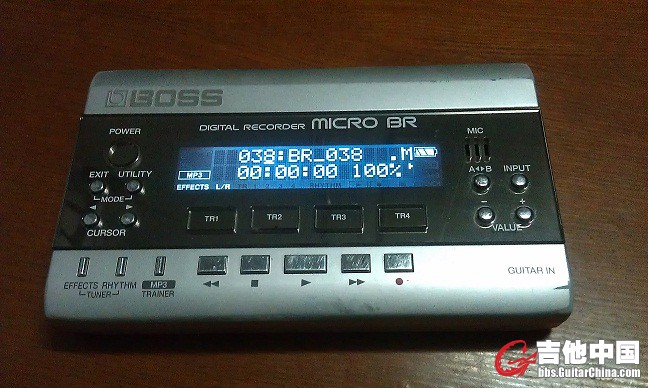 BOSS
DIGITAL RECORDER MICRO BR
POWER
MIC
038:BR_038 .M
MP3 00:00:00 100%
EFFECTS L/R TR RHYTHM
EXIT UTILITY
MODE
CURSOR
A◂▸B INPUT
- +
VALUE
TR1 TR2 TR3 TR4
GUITAR IN
EFFECTS RHYTHM MP3
TUNER TRAINER
吉他中国
bbs.GuitarChina.com